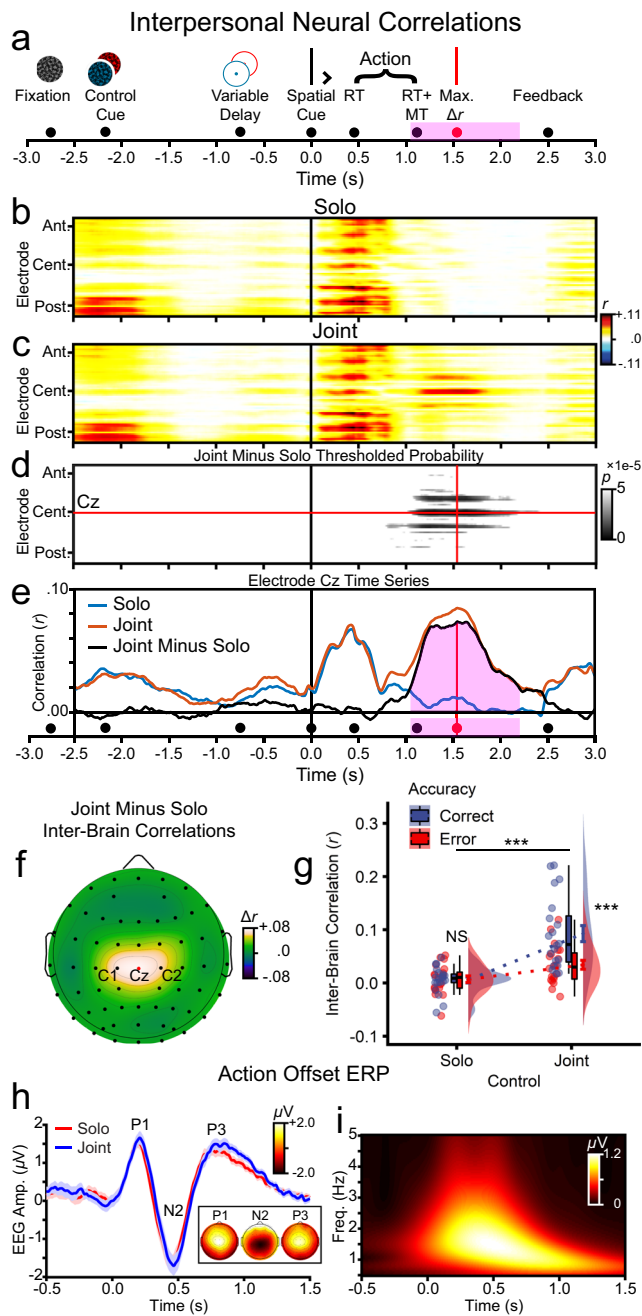 Interpersonal Neural Correlations
a
Action
Fixation Control Cue Variable Delay Spatial Cue RT RT+ MT Max. Δr Feedback
-3.0 -2.5 -2.0 -1.5 -1.0 -0.5 0.0 0.5 1.0 1.5 2.0 2.5 3.0
Time (s)
b
Solo
Electrode
Ant.
Cent.
Post.
r
+.11
.0
-.11
c
Joint
Electrode
Ant.
Cent.
Post.
d
Joint Minus Solo Thresholded Probability
Electrode
Ant.
Cent.
Post.
Cz
×1e-5
p
5
0
e
Electrode Cz Time Series
Correlation (r)
.10
.00
Solo
Joint
Joint Minus Solo
-3.0 -2.5 -2.0 -1.5 -1.0 -0.5 0.0 0.5 1.0 1.5 2.0 2.5 3.0
Time (s)
Joint Minus Solo
Inter-Brain Correlations
f
C1 Cz C2
Δr
+.08
.0
-.08
g
Accuracy
Correct
Error
Inter-Brain Correlation (r)
0.3
0.2
0.1
0.0
-0.1
NS
***
***
Solo Joint
Control
Action Offset ERP
h
Solo
Joint
EEG Amp. (µV)
2
1
0
-1
-2
P1
N2
P3
µV
+2.0
-2.0
P1 N2 P3
-0.5 0.0 0.5 1.0 1.5
Time (s)
i
Freq. (Hz)
5
4
3
2
1
µV
1.2
0
-0.5 0.0 0.5 1.0 1.5
Time (s)